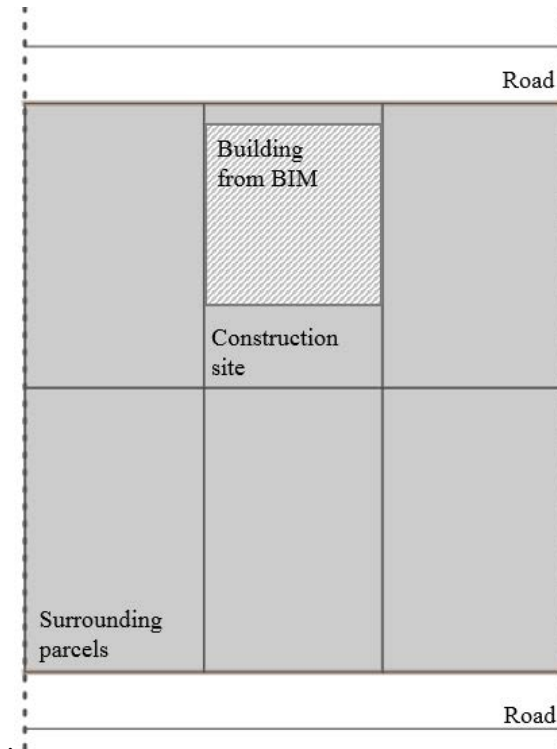 Road
Building
from BIM
Construction
site
Surrounding
parcels
Road